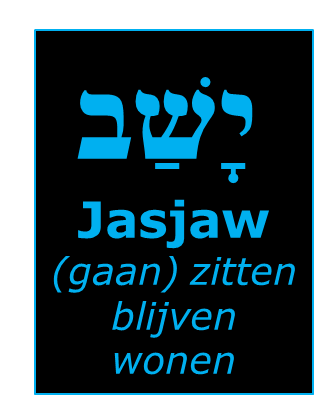 יָשַׁב
Jasjaw
(gaan) zitten
blijven
wonen